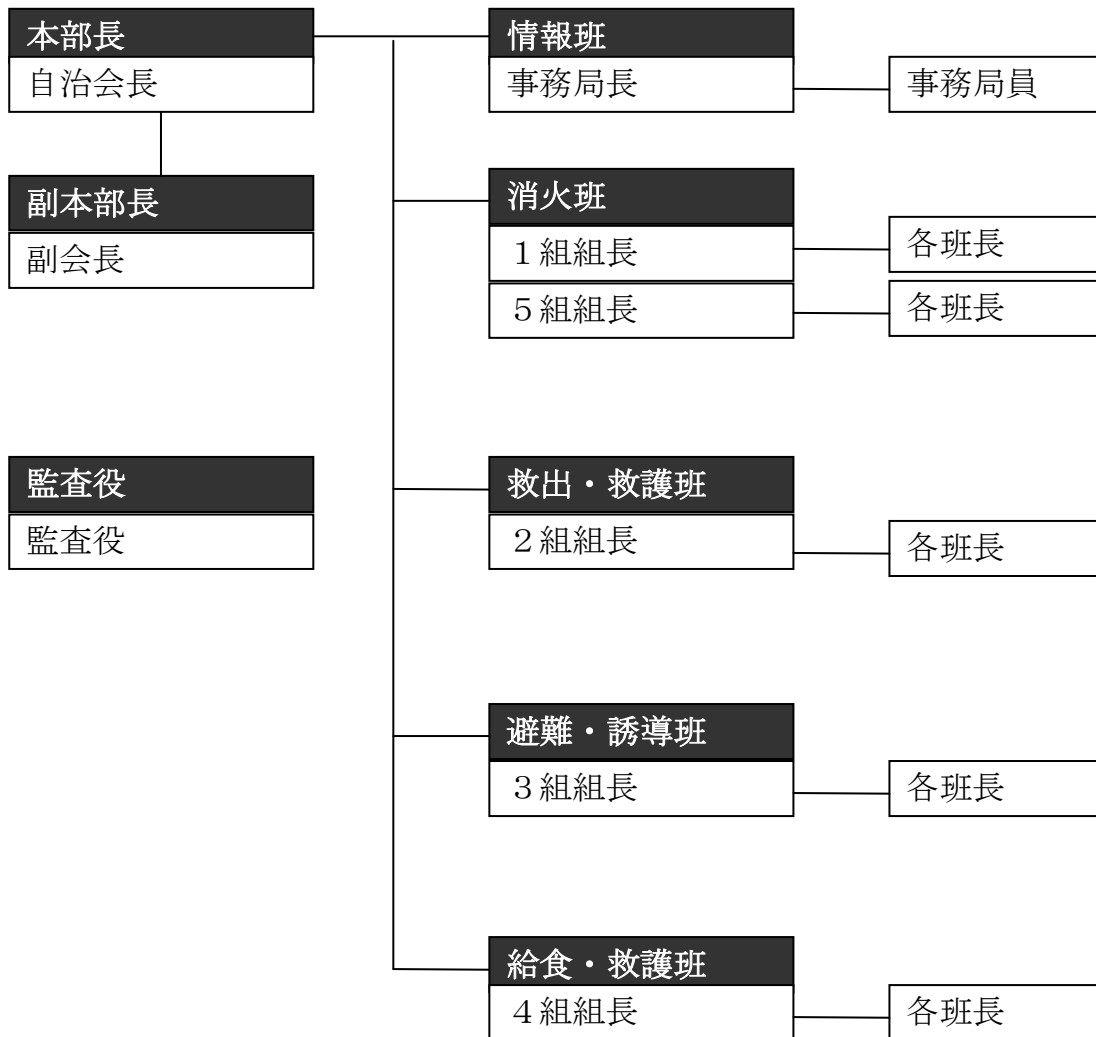 本部長
自治会長
副本部長
副会長
監査役
監査役
情報班
事務局長
事務局員
消火班
１組組長
各班長
５組組長
各班長
救出・救護班
２組組長
各班長
避難・誘導班
３組組長
各班長
給食・救護班
４組組長
各班長